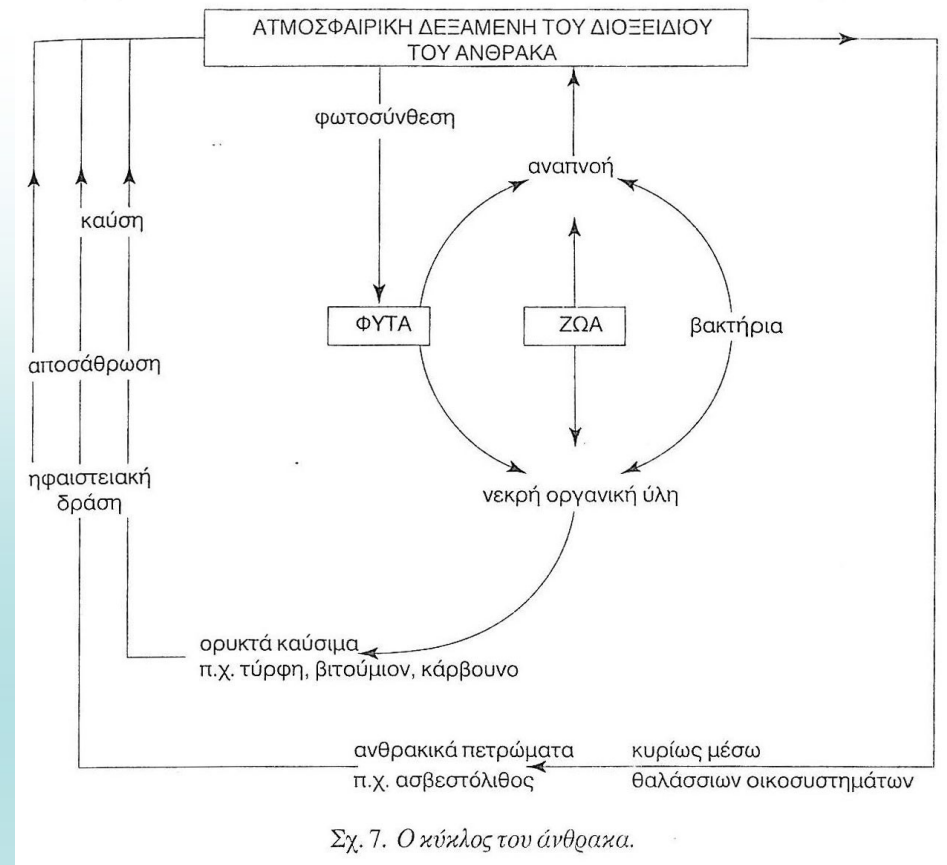 ΑΤΜΟΣΦΑΙΡΙΚΗ ΔΕΞΑΜΕΝΗ ΤΟΥ ΔΙΟΞΕΙΔΙΟΥ
ΤΟΥ ΑΝΘΡΑΚΑ
φωτοσύνθεση
αναπνοή
καύση
ΦΥΤΑ
ΖΩΑ
βακτήρια
αποσάθρωση
ηφαιστειακή
δράση
νεκρή οργανική ύλη
ορυκτά καύσιμα
π.χ. τύρφη, βιτούμιον, κάρβουνο
ανθρακικά πετρώματα
π.χ. ασβεστόλιθος
κυρίως μέσω
θαλάσσιων οικοσυστημάτων
Σχ. 7. Ο κύκλος του άνθρακα.